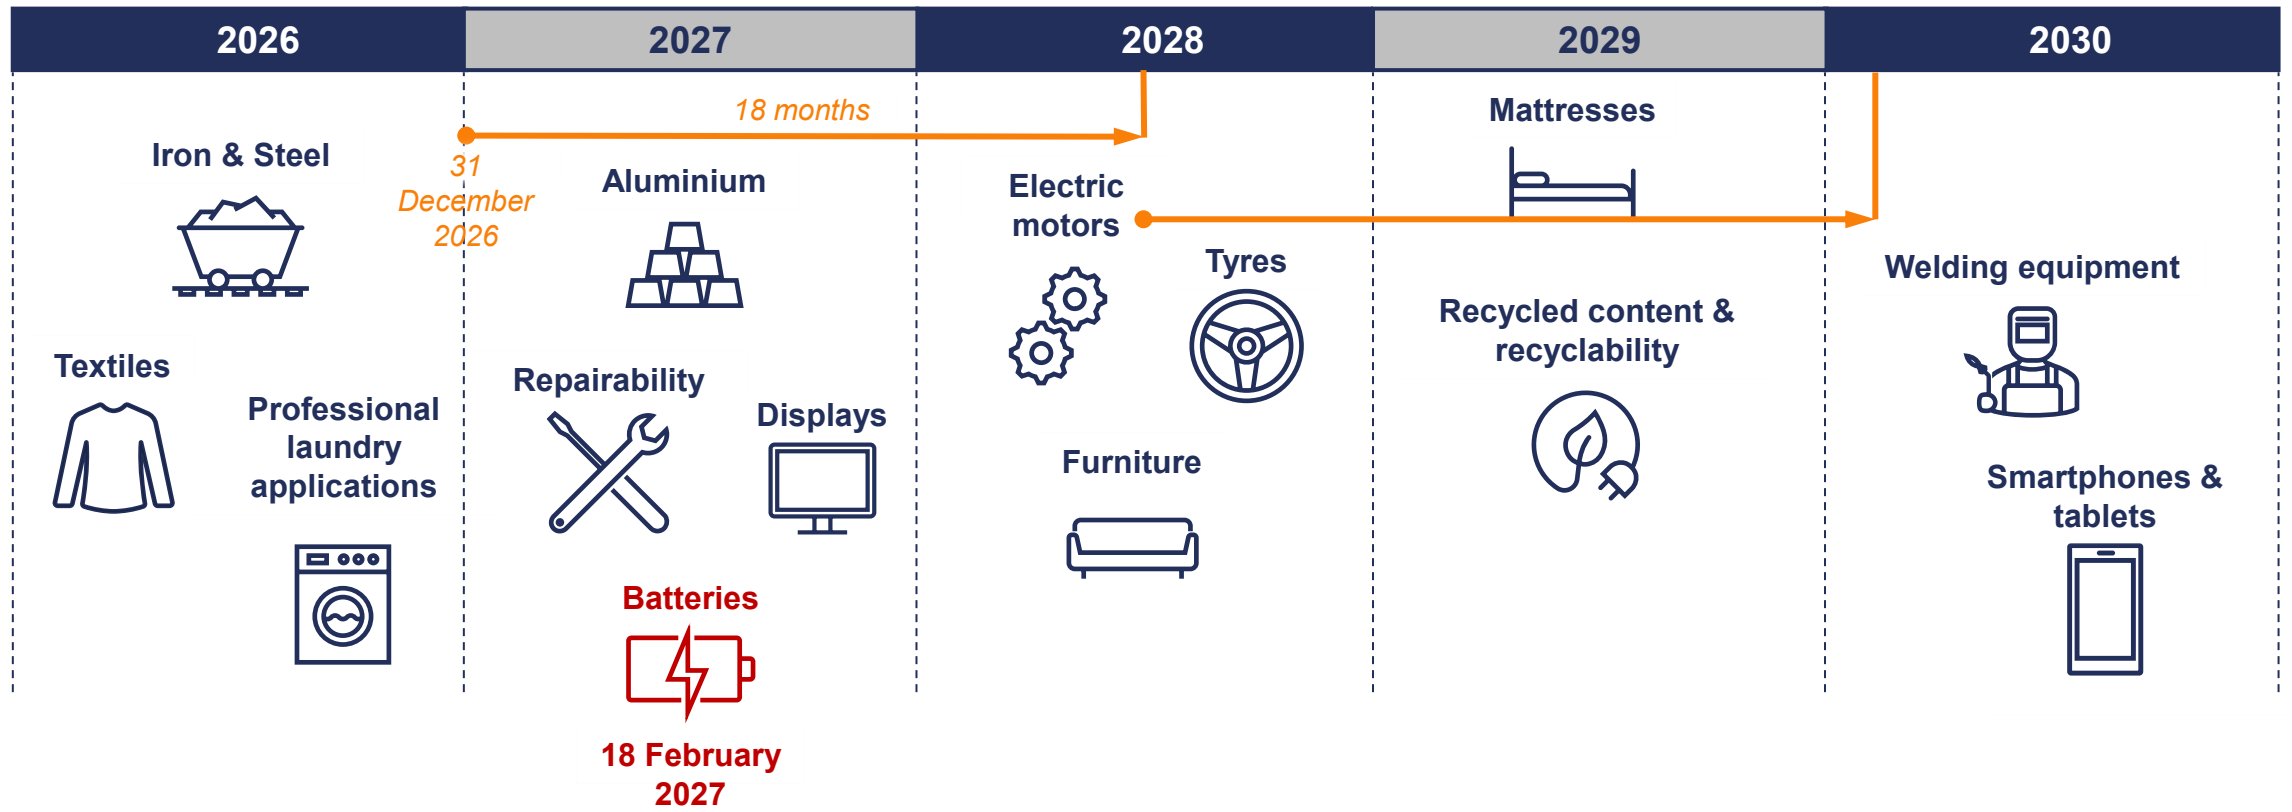 2026
2027
2028
2029
2030
Iron & Steel
Textiles
Professional
laundry
applications
18 months
31
December
2026
Aluminium
Repairability
Displays
Batteries
18 February
2027
Electric
motors
Tyres
Furniture
Mattresses
Recycled content &
recyclability
Welding equipment
Smartphones &
tablets